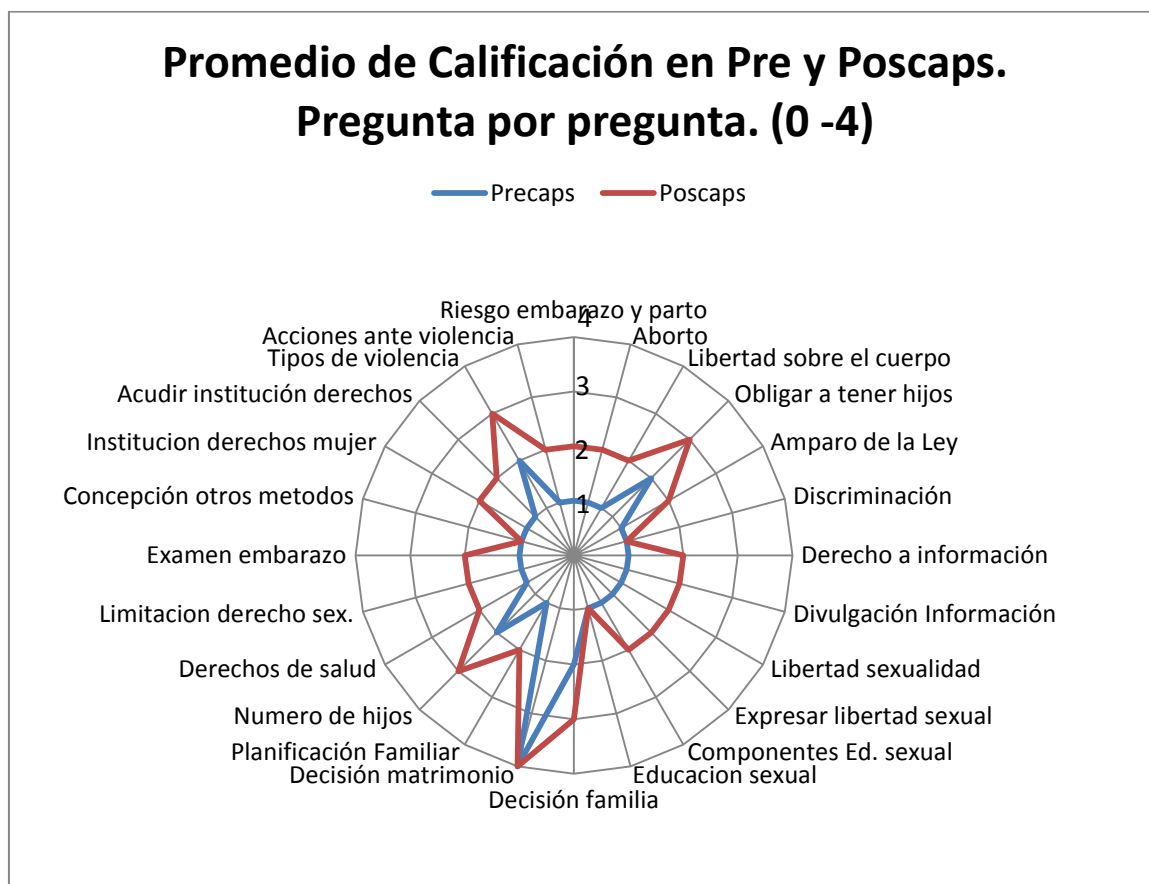 Promedio de Calificación en Pre y Poscaps.
Pregunta por pregunta. (0 -4)
Precaps Poscaps
Riesgo embarazo y parto
Aborto
Libertad sobre el cuerpo
Obligar a tener hijos
Amparo de la Ley
Discriminación
Derecho a información
Divulgación Información
Libertad sexualidad
Expresar libertad sexual
Componentes Ed. sexual
Educacion sexual
Decisión familia
Decisión matrimonio
Planificación Familiar
Numero de hijos
Derechos de salud
Limitacion derecho sex.
Examen embarazo
Concepción otros metodos
Institucion derechos mujer
Acudir institución derechos
Tipos de violencia
Acciones ante violencia
4
3
2
1